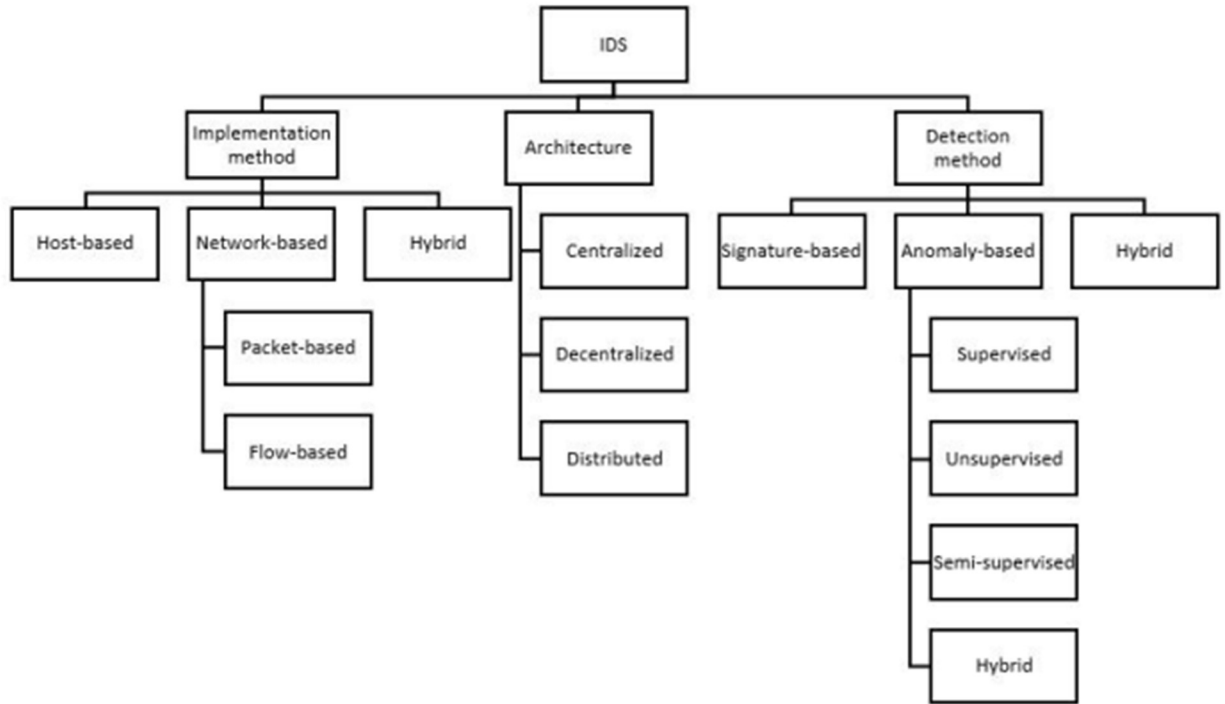 IDS
Implementation
method
Architecture
Detection
method
Host-based
Network-based
Hybrid
Centralized
Signature-based
Anomaly-based
Hybrid
Packet-based
Decentralized
Supervised
Flow-based
Distributed
Unsupervised
Semi-supervised
Hybrid